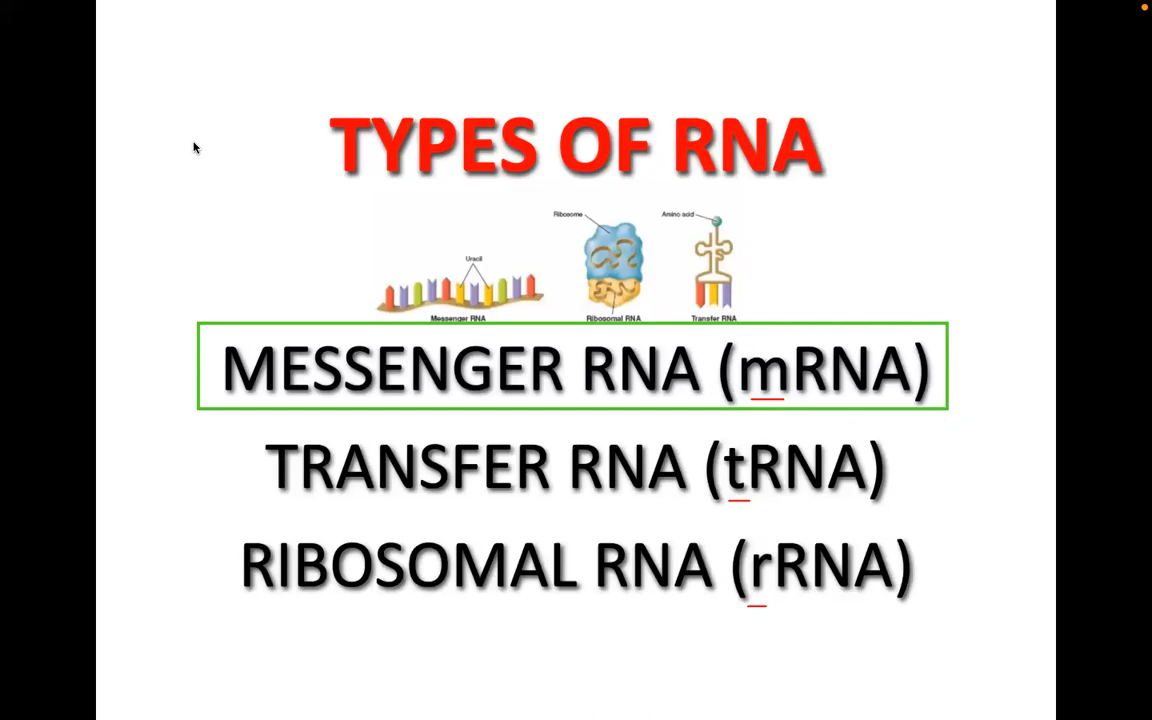 TYPES OF RNA
Ribosome
Amino acid
Uracil
Messenger RNA
Ribosomal RNA
Transfer RNA
MESSENGER RNA (mRNA)
TRANSFER RNA (tRNA)
RIBOSOMAL RNA (rRNA)